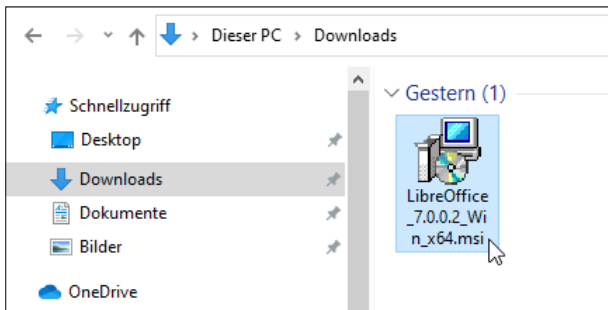 Dieser PC > Downloads
Schnellzugriff
Desktop
Downloads
Dokumente
Bilder
OneDrive
Gestern (1)
LibreOffice
_7.0.0.2_Wi
n_x64.msi